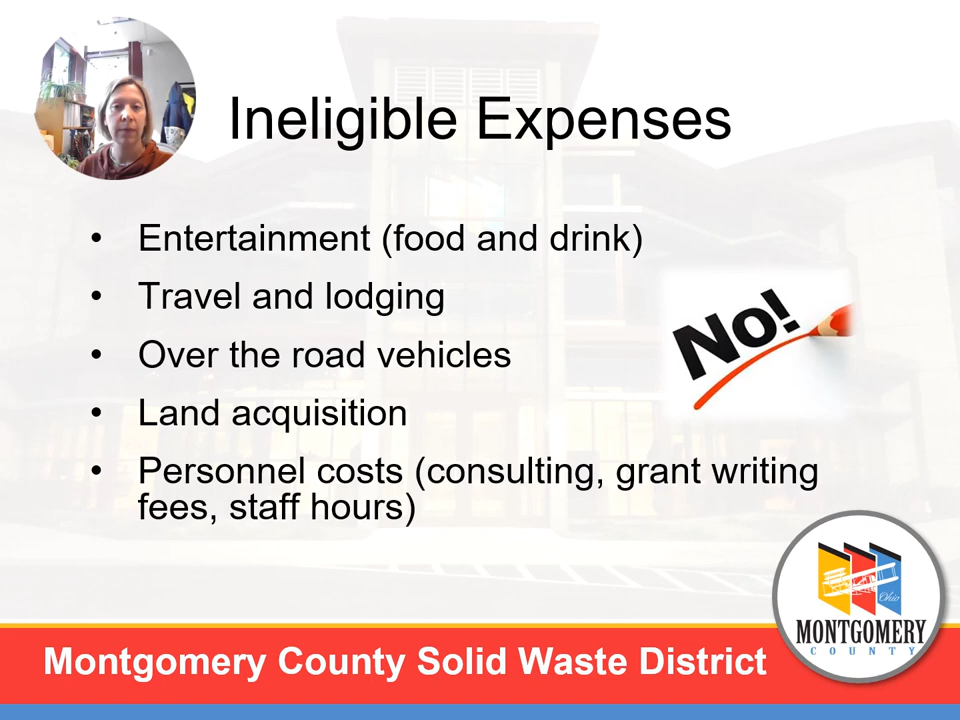 Ineligible Expenses
• Entertainment (food and drink)
• Travel and lodging
• Over the road vehicles
• Land acquisition
• Personnel costs (consulting, grant writing
fees, staff hours)
No!
Ohio
MONTGOMERY
COUNTY
Montgomery County Solid Waste District